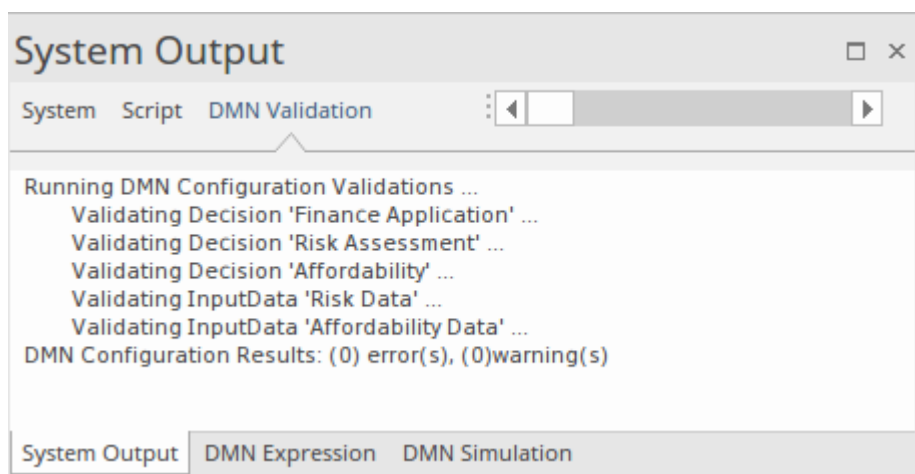 System Output
System Script DMN Validation
Running DMN Configuration Validations ...
Validating Decision 'Finance Application' ...
Validating Decision 'Risk Assessment' ...
Validating Decision 'Affordability' ...
Validating InputData 'Risk Data' ...
Validating InputData 'Affordability Data' ...
DMN Configuration Results: (0) error(s), (0)warning(s)
System Output DMN Expression DMN Simulation